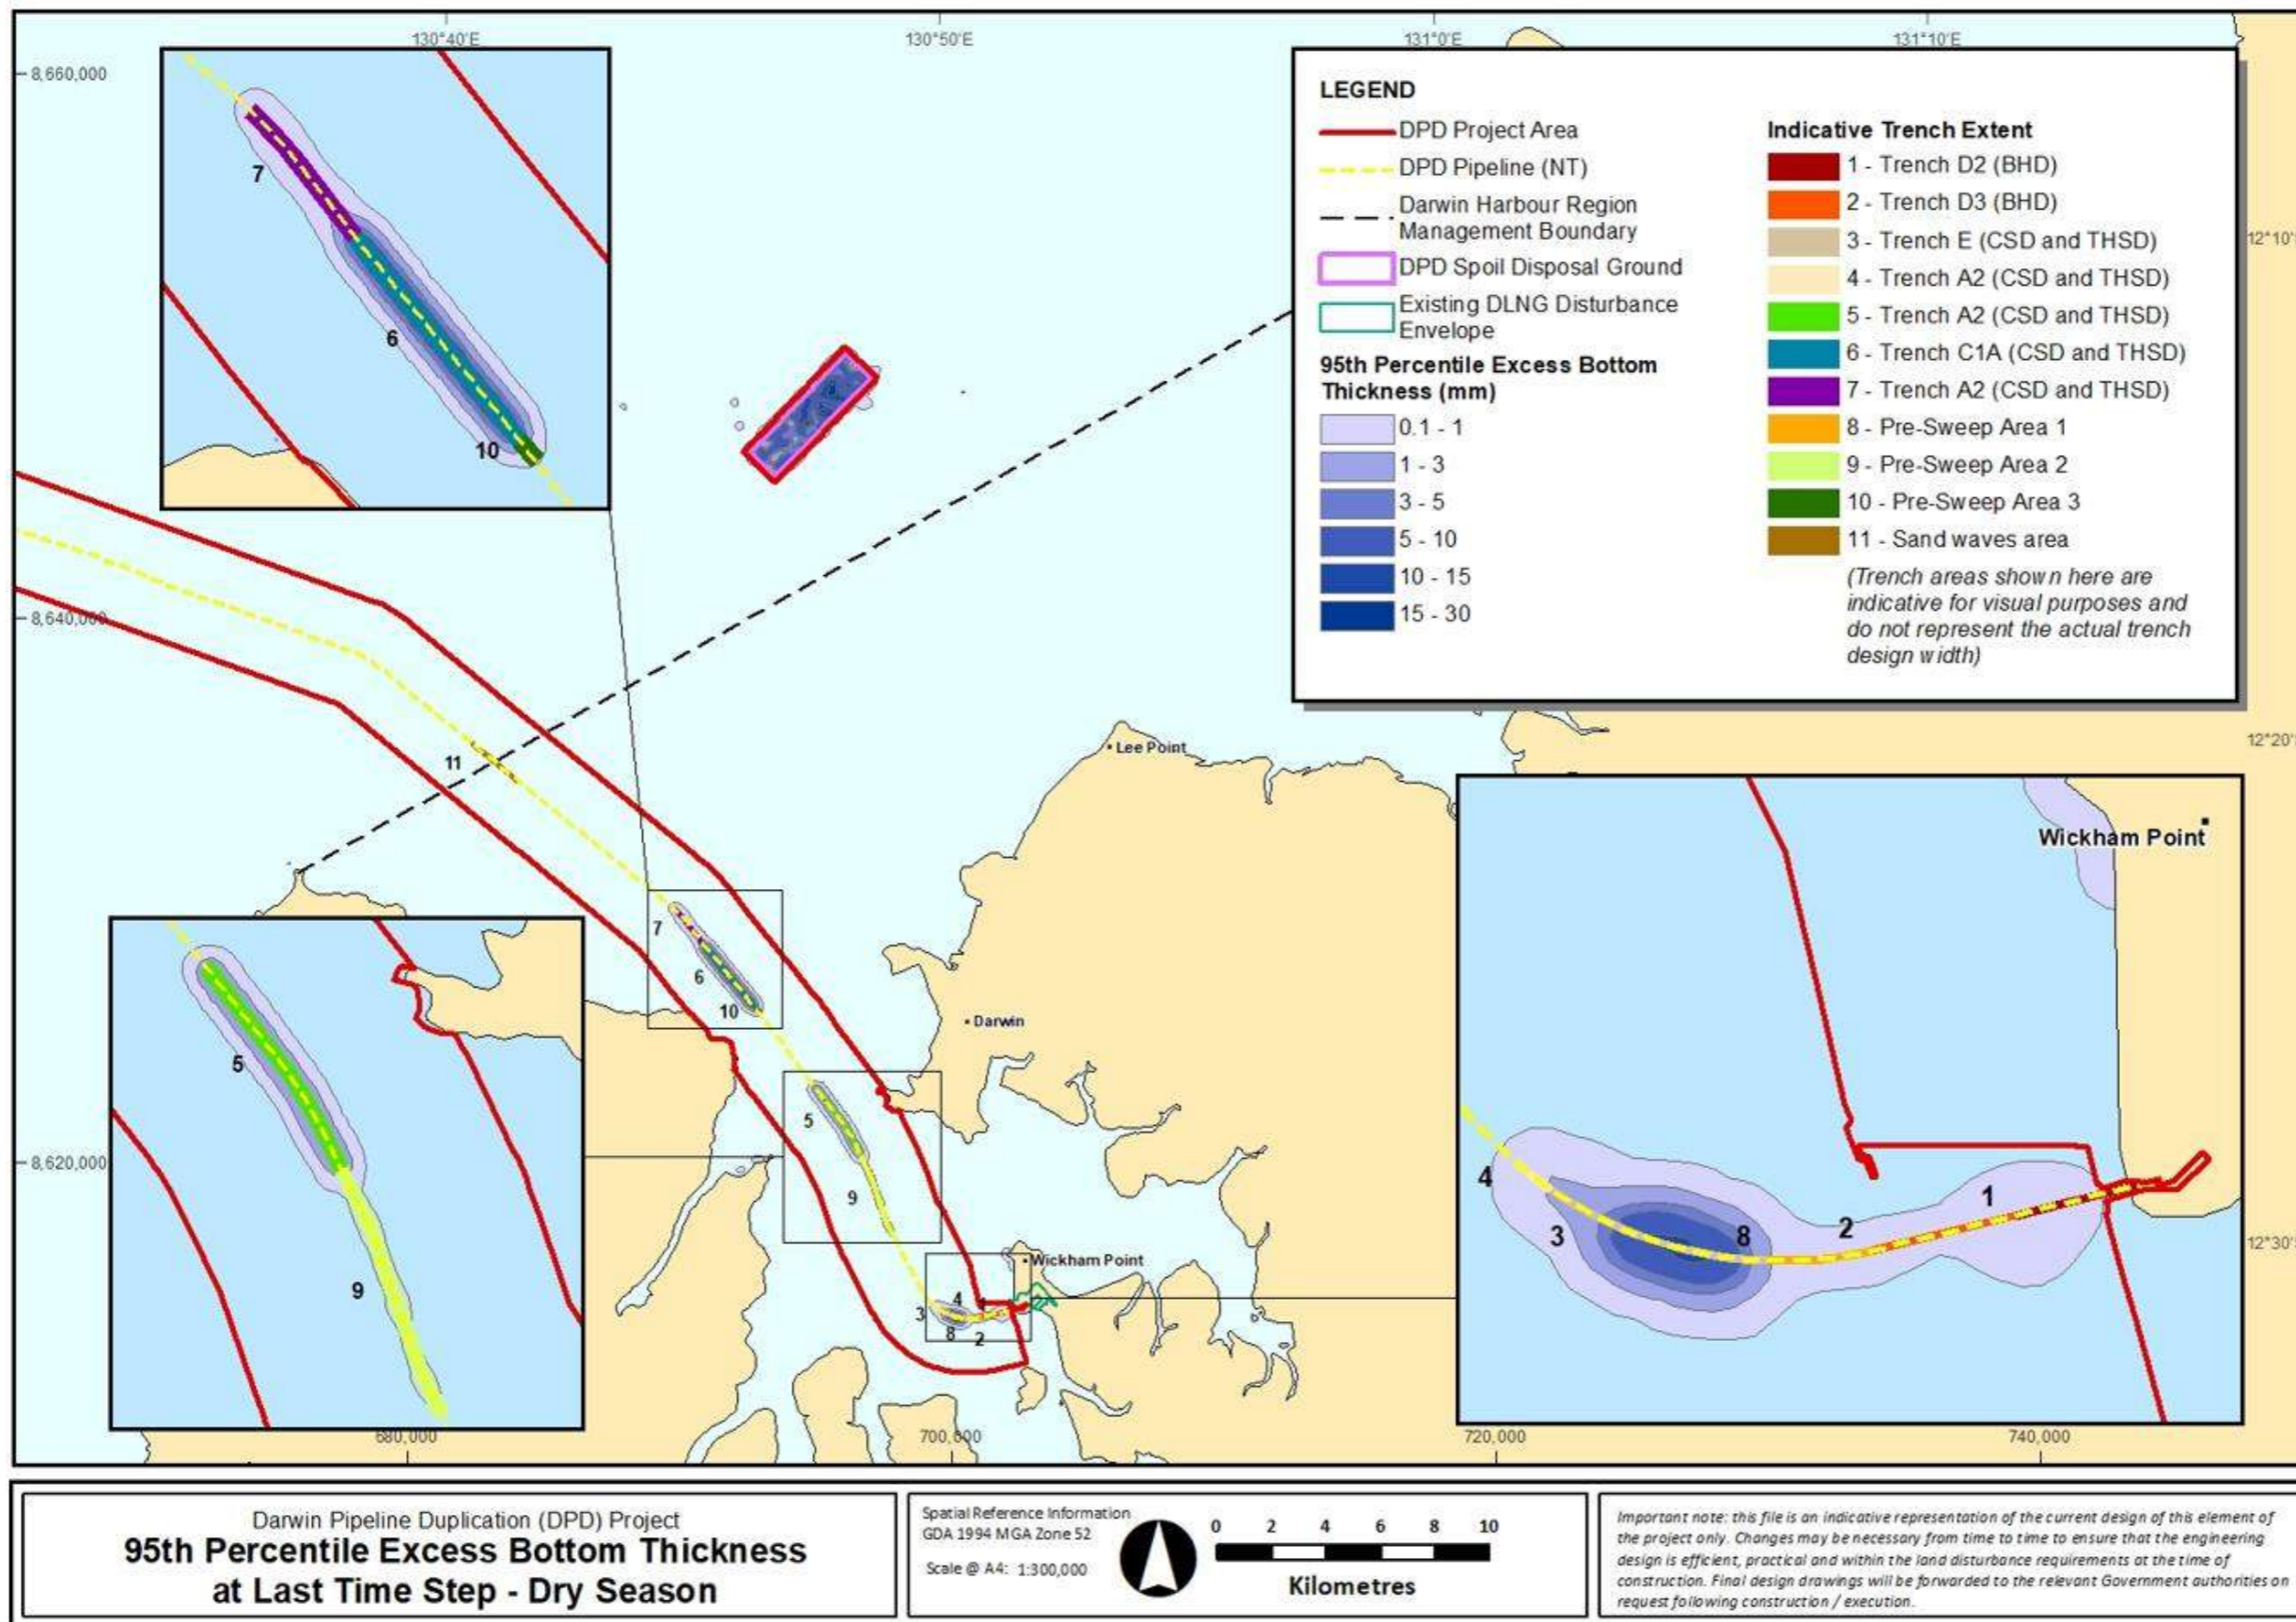 130°40'E
130°50'E
131°0'E
131°10'E
8,660,000
8,640,000
8,620,000
12°10'
12°20'
12°30'
680,000
700,000
720,000
740,000
7
6
10
LEGEND
DPD Project Area
DPD Pipeline (NT)
Darwin Harbour Region
Management Boundary
DPD Spoil Disposal Ground
Existing DLNG Disturbance
Envelope
95th Percentile Excess Bottom
Thickness (mm)
0.1 - 1
1 - 3
3 - 5
5 - 10
10 - 15
15 - 30
Indicative Trench Extent
1 - Trench D2 (BHD)
2 - Trench D3 (BHD)
3 - Trench E (CSD and THSD)
4 - Trench A2 (CSD and THSD)
5 - Trench A2 (CSD and THSD)
6 - Trench C1A (CSD and THSD)
7 - Trench A2 (CSD and THSD)
8 - Pre-Sweep Area 1
9 - Pre-Sweep Area 2
10 - Pre-Sweep Area 3
11 - Sand waves area
(Trench areas shown here are
indicative for visual purposes and
do not represent the actual trench
design width)
11
Lee Point
7
6
10
Darwin
5
9
Wickham Point
4
1
3
8
2
5
9
Wickham Point
4
3
8
2
1
Darwin Pipeline Duplication (DPD) Project
95th Percentile Excess Bottom Thickness
at Last Time Step - Dry Season
Spatial Reference Information
GDA 1994 MGA Zone 52
Scale @ A4: 1:300,000
0 2 4 6 8 10
Kilometres
Important note: this file is an indicative representation of the current design of this element of
the project only. Changes may be necessary from time to time to ensure that the engineering
design is efficient, practical and within the land disturbance requirements at the time of
construction. Final design drawings will be forwarded to the relevant Government authorities on
request following construction / execution.